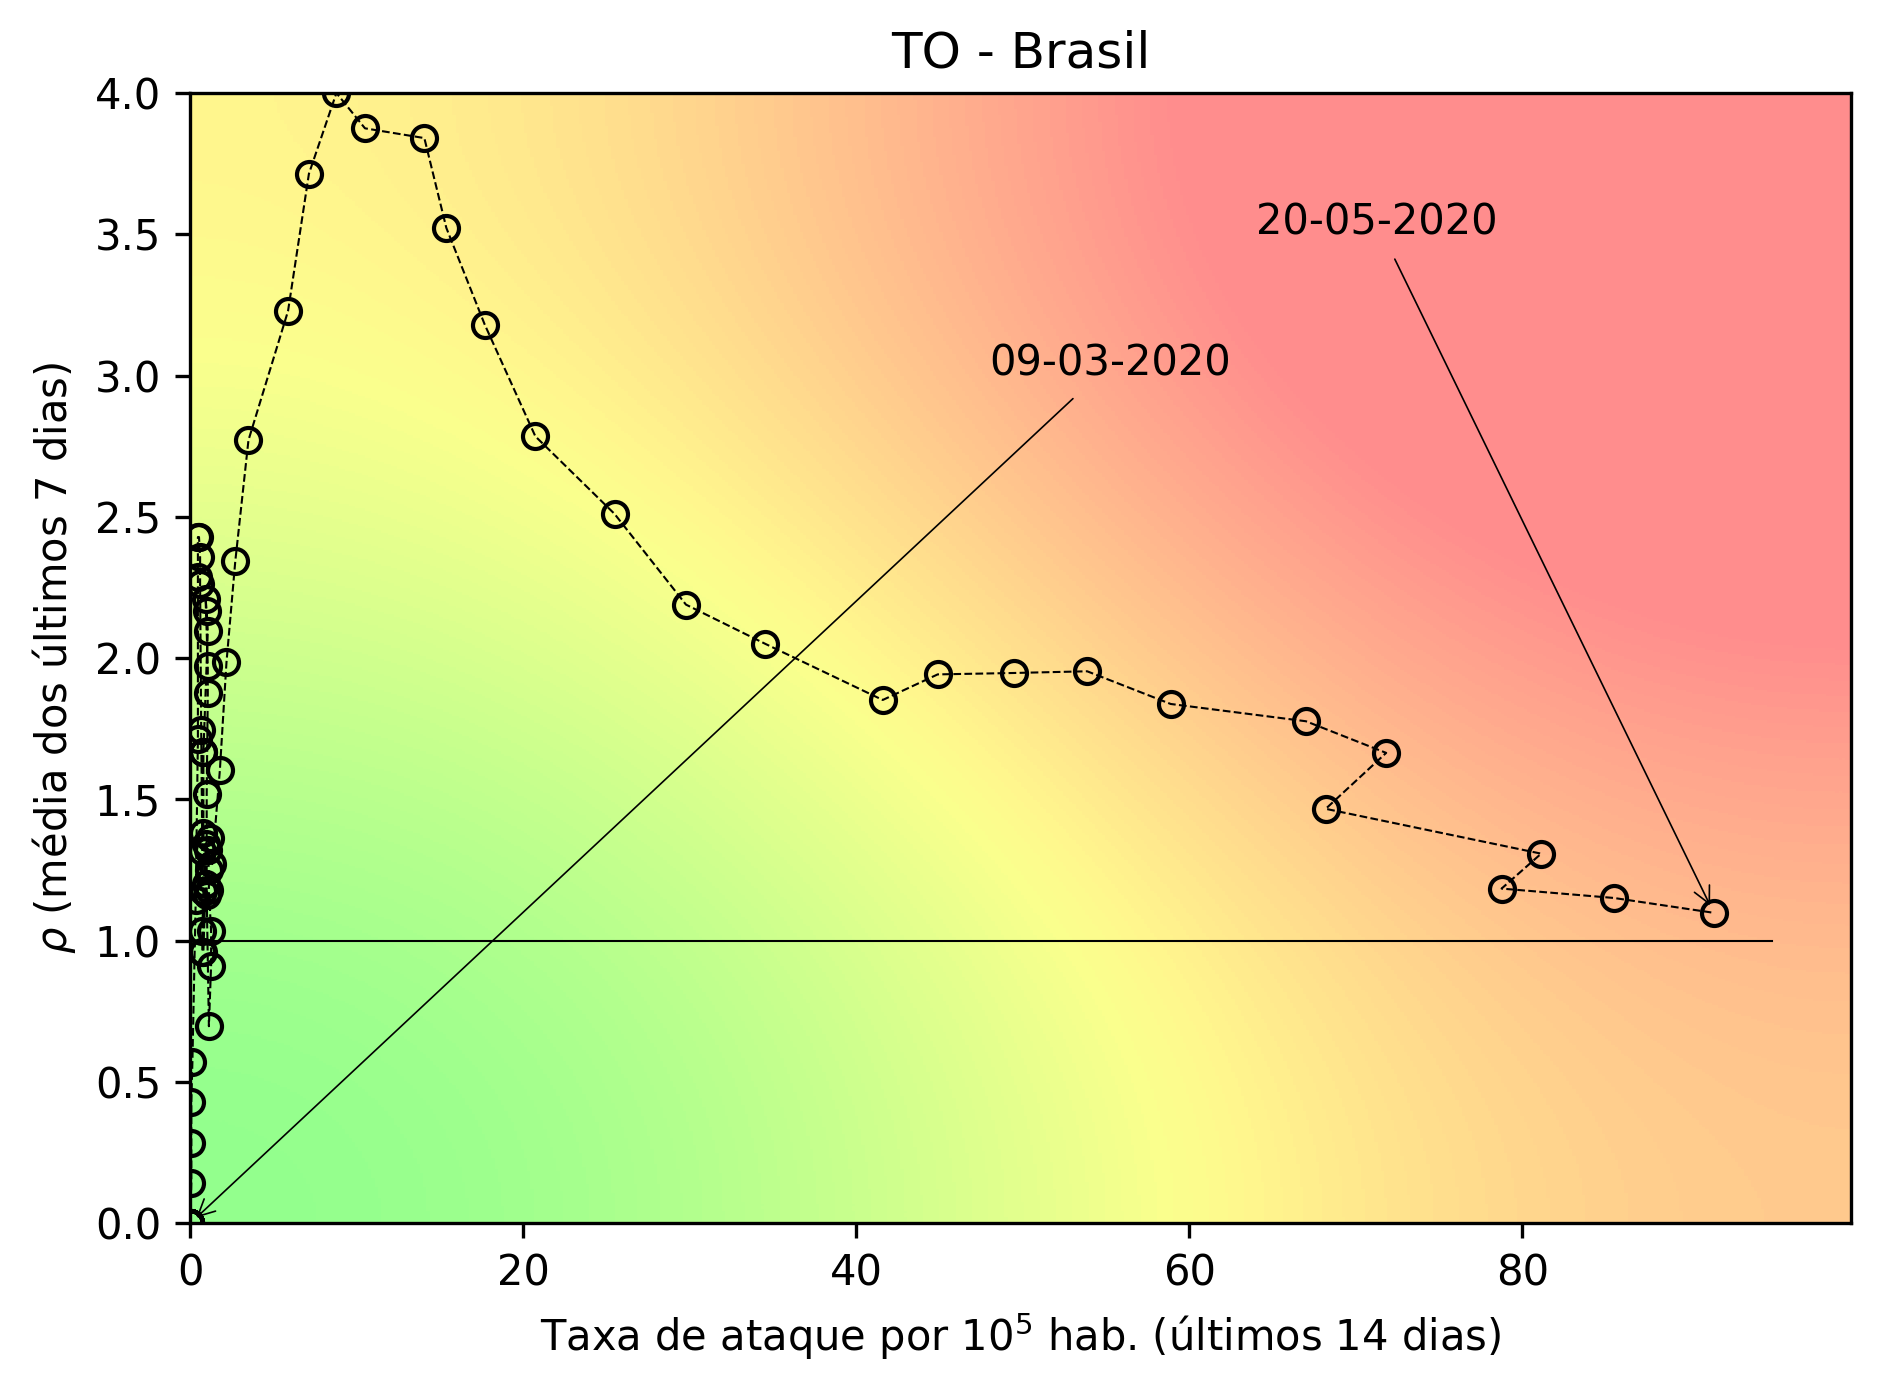 TO - Brasil
4.0
3.5
3.0
2.5
2.0
1.5
1.0
0.5
0.0
ρ (média dos últimos 7 dias)
20-05-2020
09-03-2020
0 20 40 60 80
Taxa de ataque por 10⁵ hab. (últimos 14 dias)